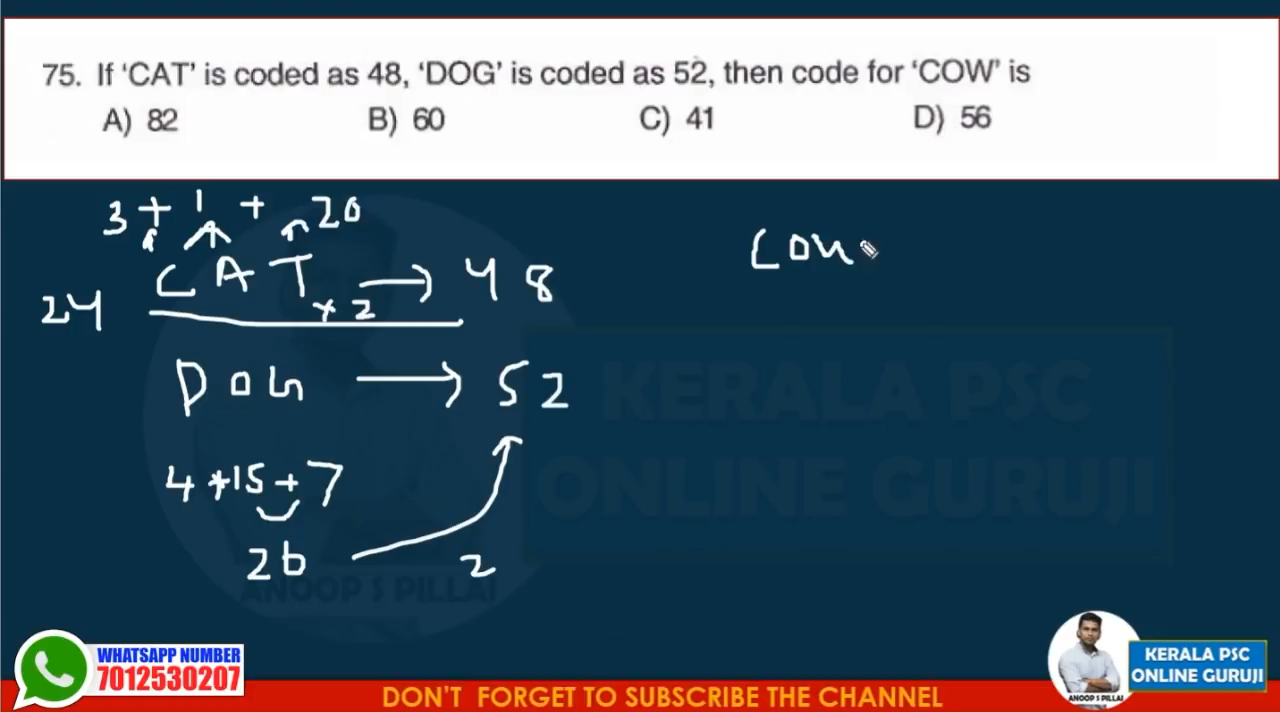 75. If ‘CAT’ is coded as 48, ‘DOG’ is coded as 52, then code for ‘COW’ is
A) 82 B) 60 C) 41 D) 56
3 + 1 + 20
CAT → 48
24 × 2
DOG → 52
4 + 15 + 7
26 2
COW
KERALA PSC
ONLINE GURUJI
ANOOP S PILLAI
WHATSAPP NUMBER
7012530207
DON'T FORGET TO SUBSCRIBE THE CHANNEL
ANOOP S PILLAI
KERALA PSC
ONLINE GURUJI